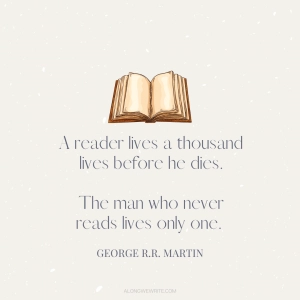 A reader lives a thousand
lives before he dies.
The man who never
reads lives only one.
GEORGE R.R. MARTIN